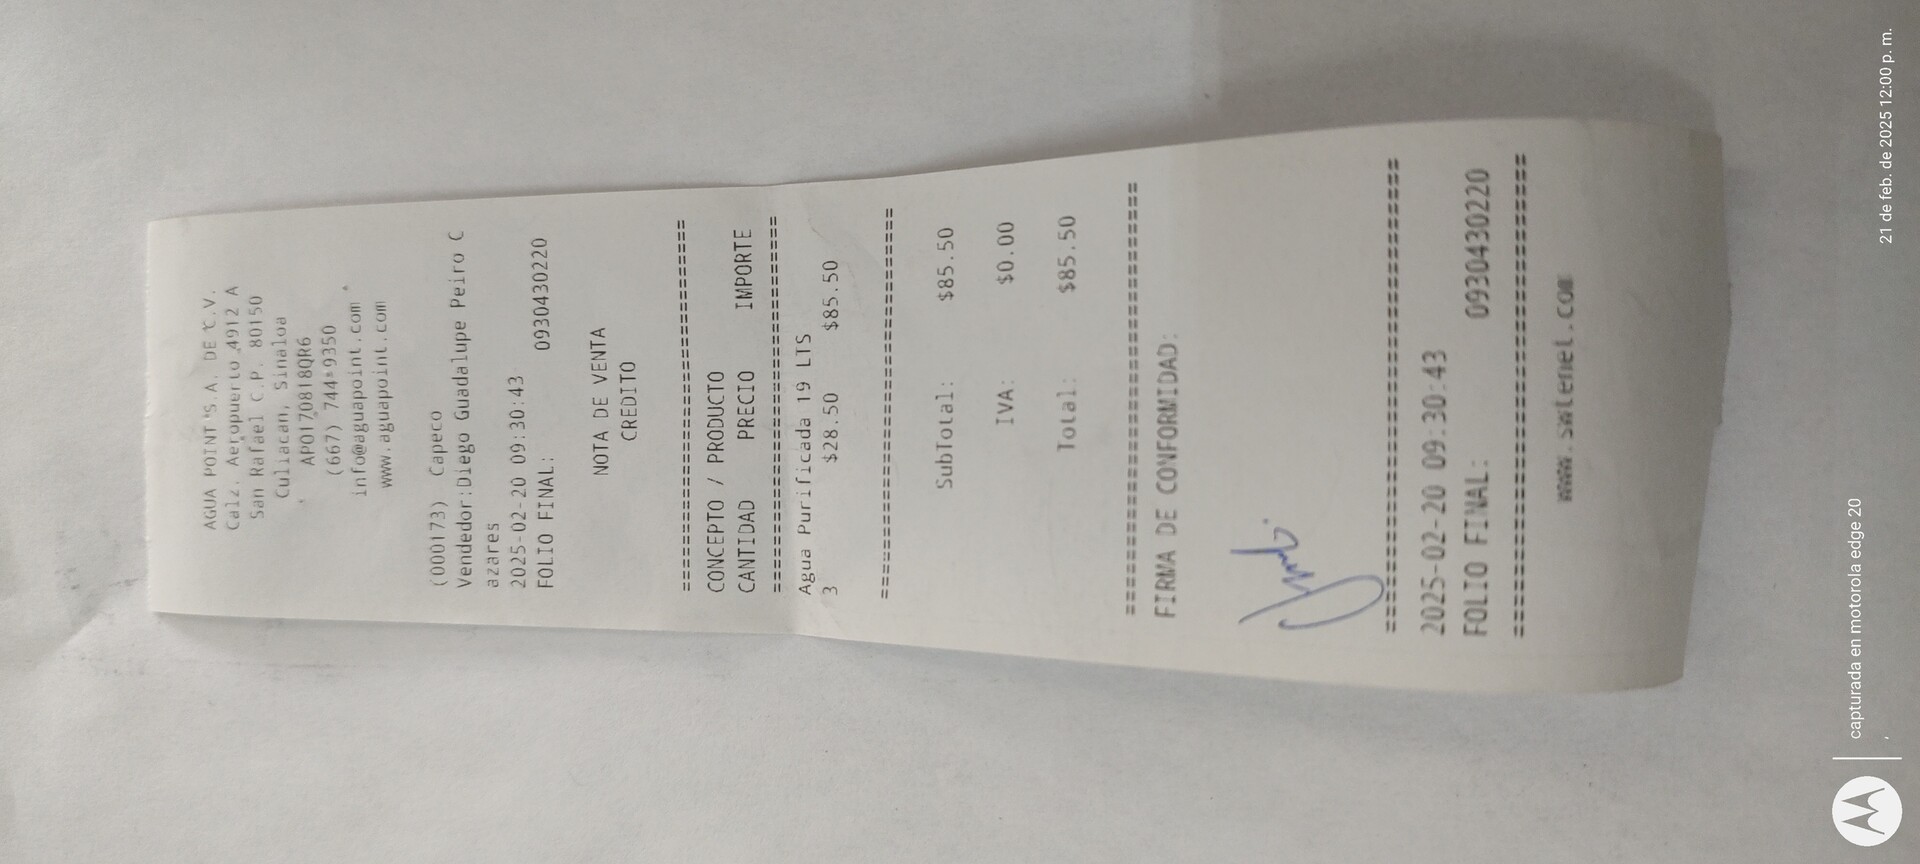 AGUA POINT S.A. DE C.V.
Calz. Aeropuerto 4912 A
San Rafael C.P. 80150
Culiacan, Sinaloa
APO170818QR6
(667) 744-9350
info@aguapoint.com
www.aguapoint.com
(000173) Capeco
Vendedor:Diego Guadalupe Peiro C
azares
2025-02-20 09:30:43
FOLIO FINAL: 0930430220
NOTA DE VENTA
CREDITO
================================
CONCEPTO / PRODUCTO
CANTIDAD PRECIO IMPORTE
================================
Agua Purificada 19 LTS
3 $28.50 $85.50
================================
SubTotal: $85.50
IVA: $0.00
Total: $85.50
================================
FIRMA DE CONFORMIDAD:
================================
2025-02-20 09:30:43
FOLIO FINAL: 0930430220
================================
capturada en motorola edge 20
21 de feb. de 2025 12:00 p. m.